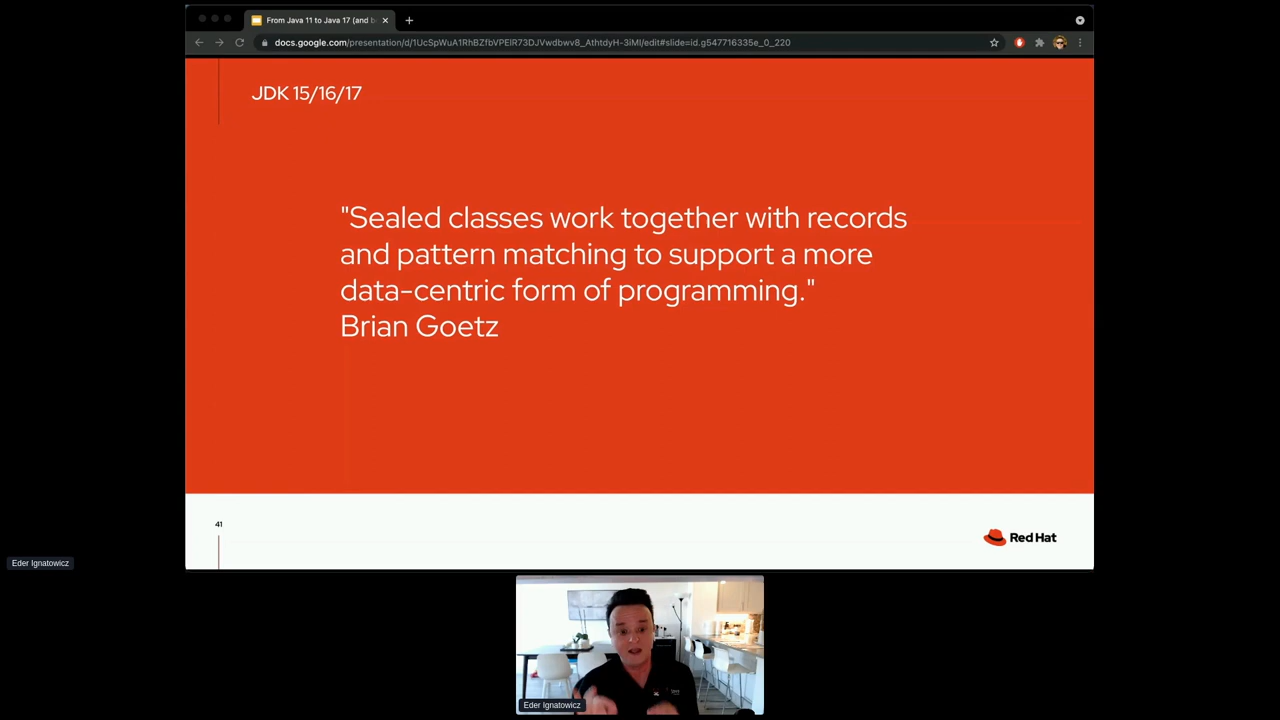 From Java 11 to Java 17 (and b
docs.google.com/presentation/d/1UcSpWuA1RhBZfbVPElR73DJVwdbwv8_AthtdyH-3iMI/edit#slide=id.g547716335e_0_220
JDK 15/16/17
"Sealed classes work together with records
and pattern matching to support a more
data-centric form of programming."
Brian Goetz
41
Red Hat
Eder Ignatowicz
Eder Ignatowicz